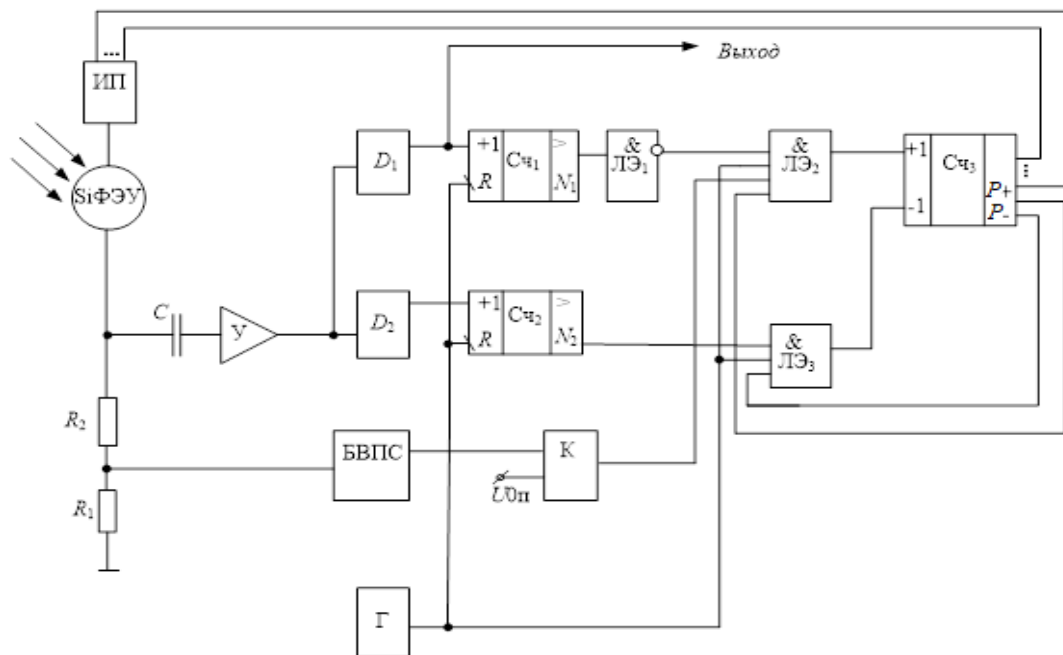 Выход
...
ИП
SiФЭУ
D1
+1 Сч1 >
R N1
&
ЛЭ1
&
ЛЭ2
+1 Сч3
-1
...
P+
P-
C
У
D2
+1 Сч2 >
R N2
&
ЛЭ3
R2
БВПС
К
U0п
R1
Г